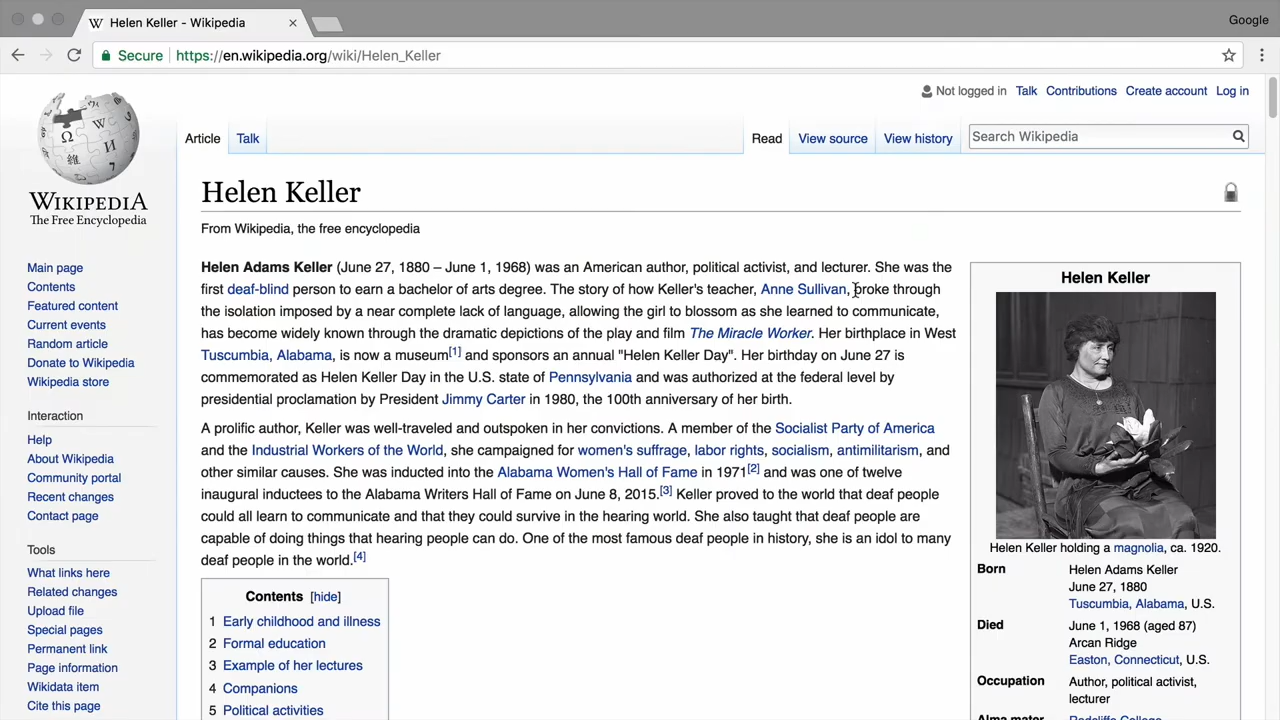 Helen Keller - Wikipedia
Google
Secure https://en.wikipedia.org/wiki/Helen_Keller
Not logged in Talk Contributions Create account Log in
Article Talk Read View source View history Search Wikipedia
WIKIPEDIA
The Free Encyclopedia
Main page
Contents
Featured content
Current events
Random article
Donate to Wikipedia
Wikipedia store
Interaction
Help
About Wikipedia
Community portal
Recent changes
Contact page
Tools
What links here
Related changes
Upload file
Special pages
Permanent link
Page information
Wikidata item
Cite this page
Helen Keller
From Wikipedia, the free encyclopedia
Helen Adams Keller (June 27, 1880 – June 1, 1968) was an American author, political activist, and lecturer. She was the
first deaf-blind person to earn a bachelor of arts degree. The story of how Keller's teacher, Anne Sullivan, broke through
the isolation imposed by a near complete lack of language, allowing the girl to blossom as she learned to communicate,
has become widely known through the dramatic depictions of the play and film The Miracle Worker. Her birthplace in West
Tuscumbia, Alabama, is now a museum[1] and sponsors an annual "Helen Keller Day". Her birthday on June 27 is
commemorated as Helen Keller Day in the U.S. state of Pennsylvania and was authorized at the federal level by
presidential proclamation by President Jimmy Carter in 1980, the 100th anniversary of her birth.
A prolific author, Keller was well-traveled and outspoken in her convictions. A member of the Socialist Party of America
and the Industrial Workers of the World, she campaigned for women's suffrage, labor rights, socialism, antimilitarism, and
other similar causes. She was inducted into the Alabama Women's Hall of Fame in 1971[2] and was one of twelve
inaugural inductees to the Alabama Writers Hall of Fame on June 8, 2015.[3] Keller proved to the world that deaf people
could all learn to communicate and that they could survive in the hearing world. She also taught that deaf people are
capable of doing things that hearing people can do. One of the most famous deaf people in history, she is an idol to many
deaf people in the world.[4]
Contents [hide]
1 Early childhood and illness
2 Formal education
3 Example of her lectures
4 Companions
5 Political activities
Helen Keller
Helen Keller holding a magnolia, ca. 1920.
Born Helen Adams Keller
June 27, 1880
Tuscumbia, Alabama, U.S.
Died June 1, 1968 (aged 87)
Arcan Ridge
Easton, Connecticut, U.S.
Occupation Author, political activist,
lecturer
Alma mater Radcliffe College